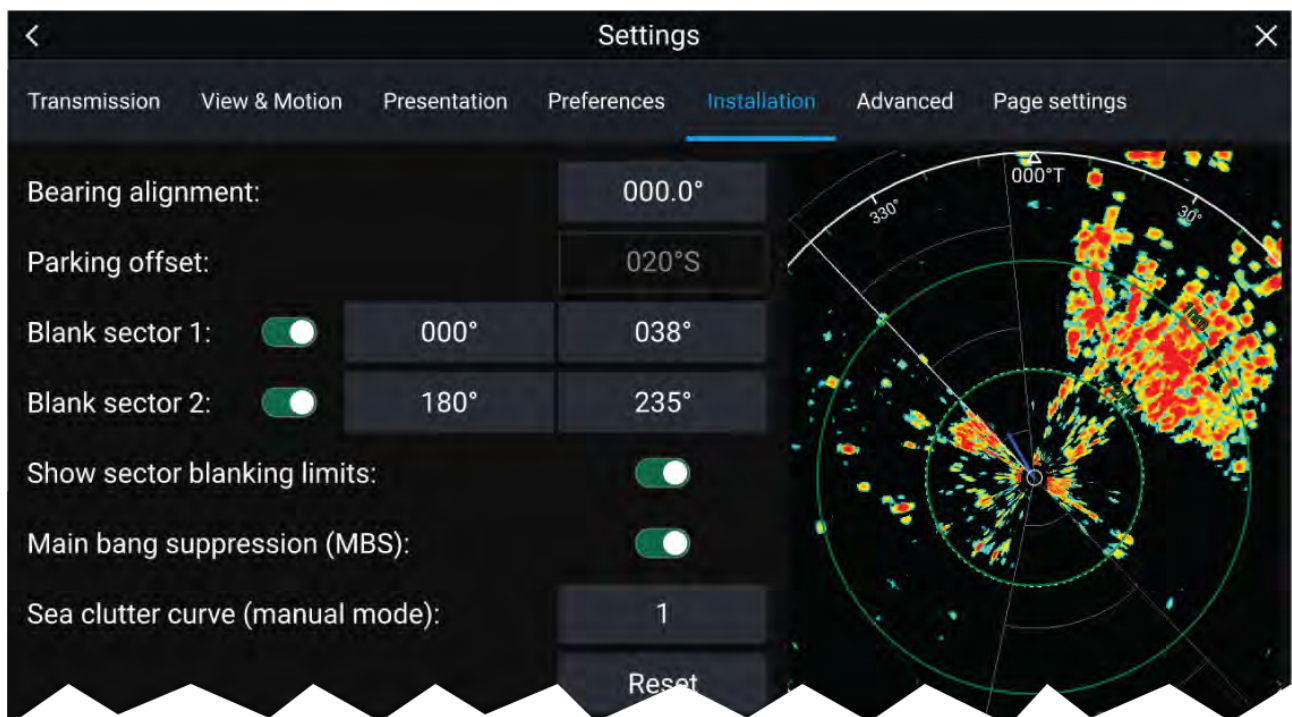 Settings
Transmission View & Motion Presentation Preferences Installation Advanced Page settings
Bearing alignment: 000.0°
Parking offset: 020°S
Blank sector 1: 000° 038°
Blank sector 2: 180° 235°
Show sector blanking limits:
Main bang suppression (MBS):
Sea clutter curve (manual mode): 1
Reset
000°T
330°
30°
1nm